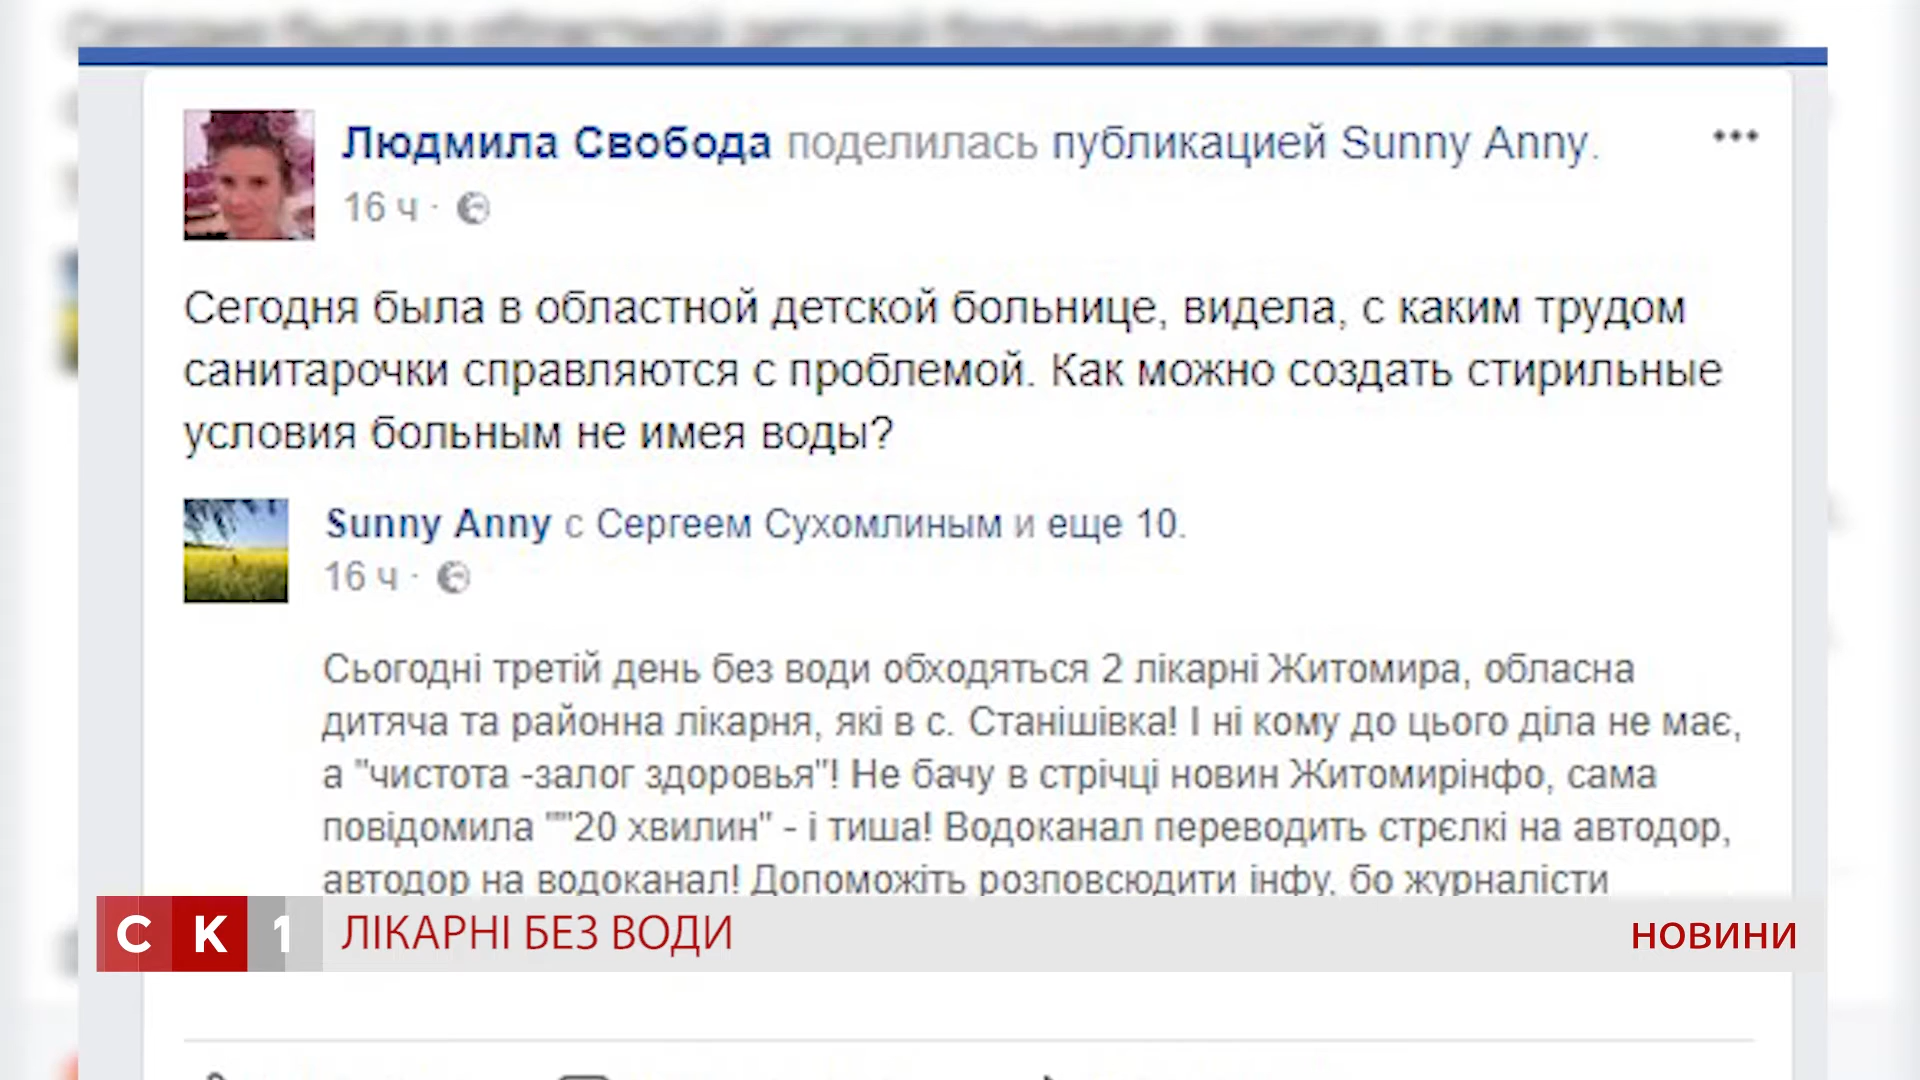 Людмила Свобода поделилась публикацией Sunny Anny.
16 ч ·
Сегодня была в областной детской больнице, видела, с каким трудом
санитарочки справляются с проблемой. Как можно создать стирильные
условия больным не имея воды?
Sunny Anny с Сергеем Сухомлиным и еще 10.
16 ч ·
Сьогодні третій день без води обходяться 2 лікарні Житомира, обласна
дитяча та районна лікарня, які в с. Станішівка! І ні кому до цього діла не має,
а "чистота -залог здоровья"! Не бачу в стрічці новин Житомирінфо, сама
повідомила ""'20 хвилин" - і тиша! Водоканал переводить стрєлкі на автодор,
автодор на водоканал! Допоможіть розповсюдити інфу, бо журналісти
СК1 ЛІКАРНІ БЕЗ ВОДИ НОВИНИ